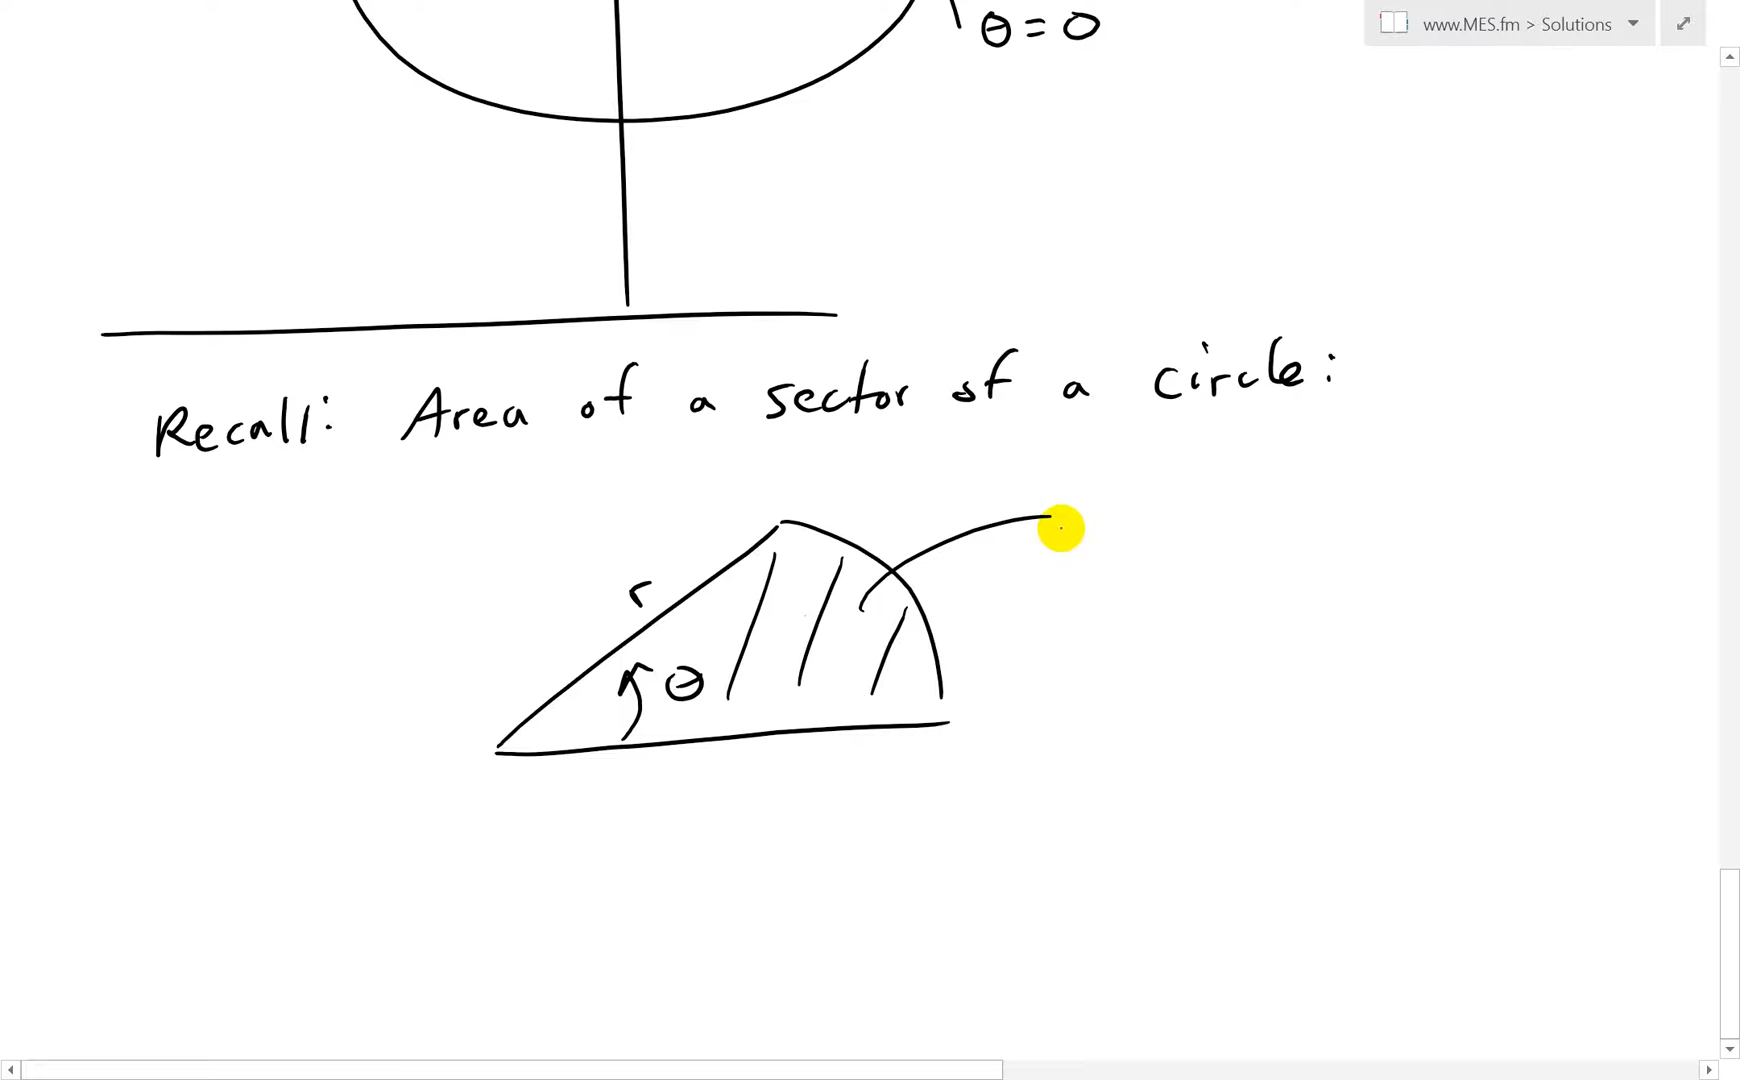 www.MES.fm > Solutions
θ = 0
Recall: Area of a sector of a circle:
r
θ